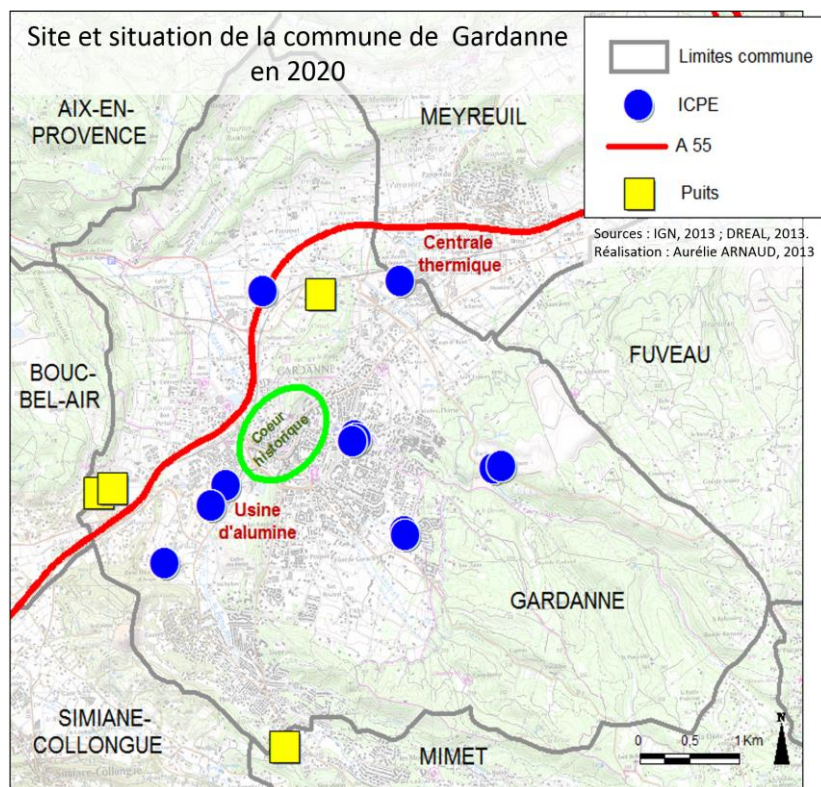 Site et situation de la commune de Gardanne
en 2020
Limites commune
ICPE
A 55
Puits
Sources : IGN, 2013 ; DREAL, 2013.
Réalisation : Aurélie ARNAUD, 2013
AIX-EN-
PROVENCE
MEYREUIL
Centrale
thermique
FUVEAU
BOUC-
BEL-AIR
GARDANNE
Coeur
historique
Usine
d'alumine
GARDANNE
SIMIANE-
COLLONGUE
MIMET
0 0,5 1 Km
N